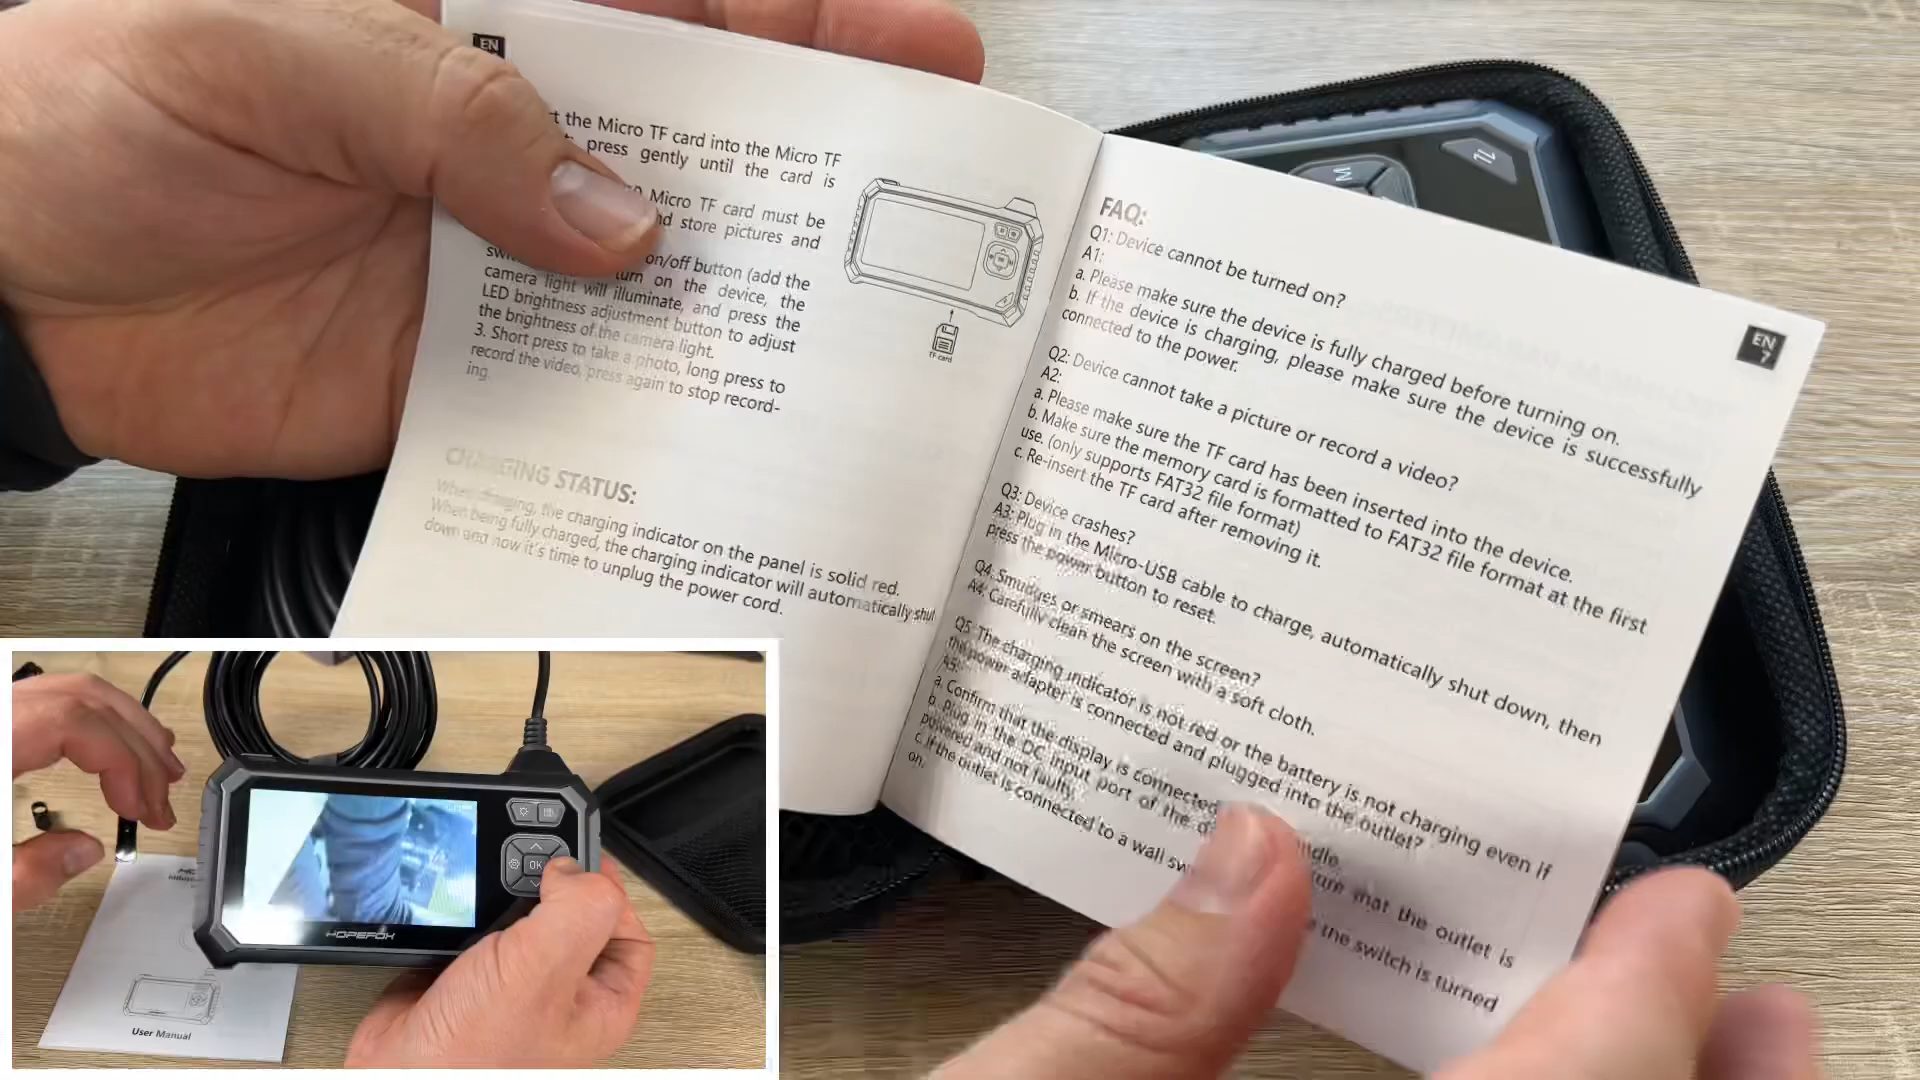 EN
the Micro TF card into the Micro TF
press gently until the card is
Micro TF card must be
store pictures and
on/off button (add the
turn on the device, the
camera light will illuminate, and press the
LED brightness adjustment button to adjust
the brightness of the camera light.
3. Short press to take a photo, long press to
record the video, press again to stop record-
ing.
TF card
CHARGING STATUS:
When charging, the charging indicator on the panel is solid red.
When being fully charged, the charging indicator will automatically shut
down and now it's time to unplug the power cord.
M
EN
7
FAQ:
Q1: Device cannot be turned on?
A1:
a. Please make sure the device is fully charged before turning on.
b. If the device is charging, please make sure the device is successfully
connected to the power.
Q2: Device cannot take a picture or record a video?
A2:
a. Please make sure the TF card has been inserted into the device.
b. Make sure the memory card is formatted to FAT32 file format at the first
use. (only supports FAT32 file format)
c. Re-insert the TF card after removing it.
Q3: Device crashes?
A3: Plug in the Micro-USB cable to charge, automatically shut down, then
press the power button to reset.
Q4: Smudges or smears on the screen?
A4: Carefully clean the screen with a soft cloth.
Q5: The charging indicator is not red or the battery is not charging even if
the power adapter is connected and plugged into the outlet?
A5:
a. Confirm that the display is connected
b. Plug in the DC input port of the
that the outlet is
powered and not faulty.
c. If the outlet is connected to a wall
the switch is turned
on.
OK
HOPEFOX
User Manual